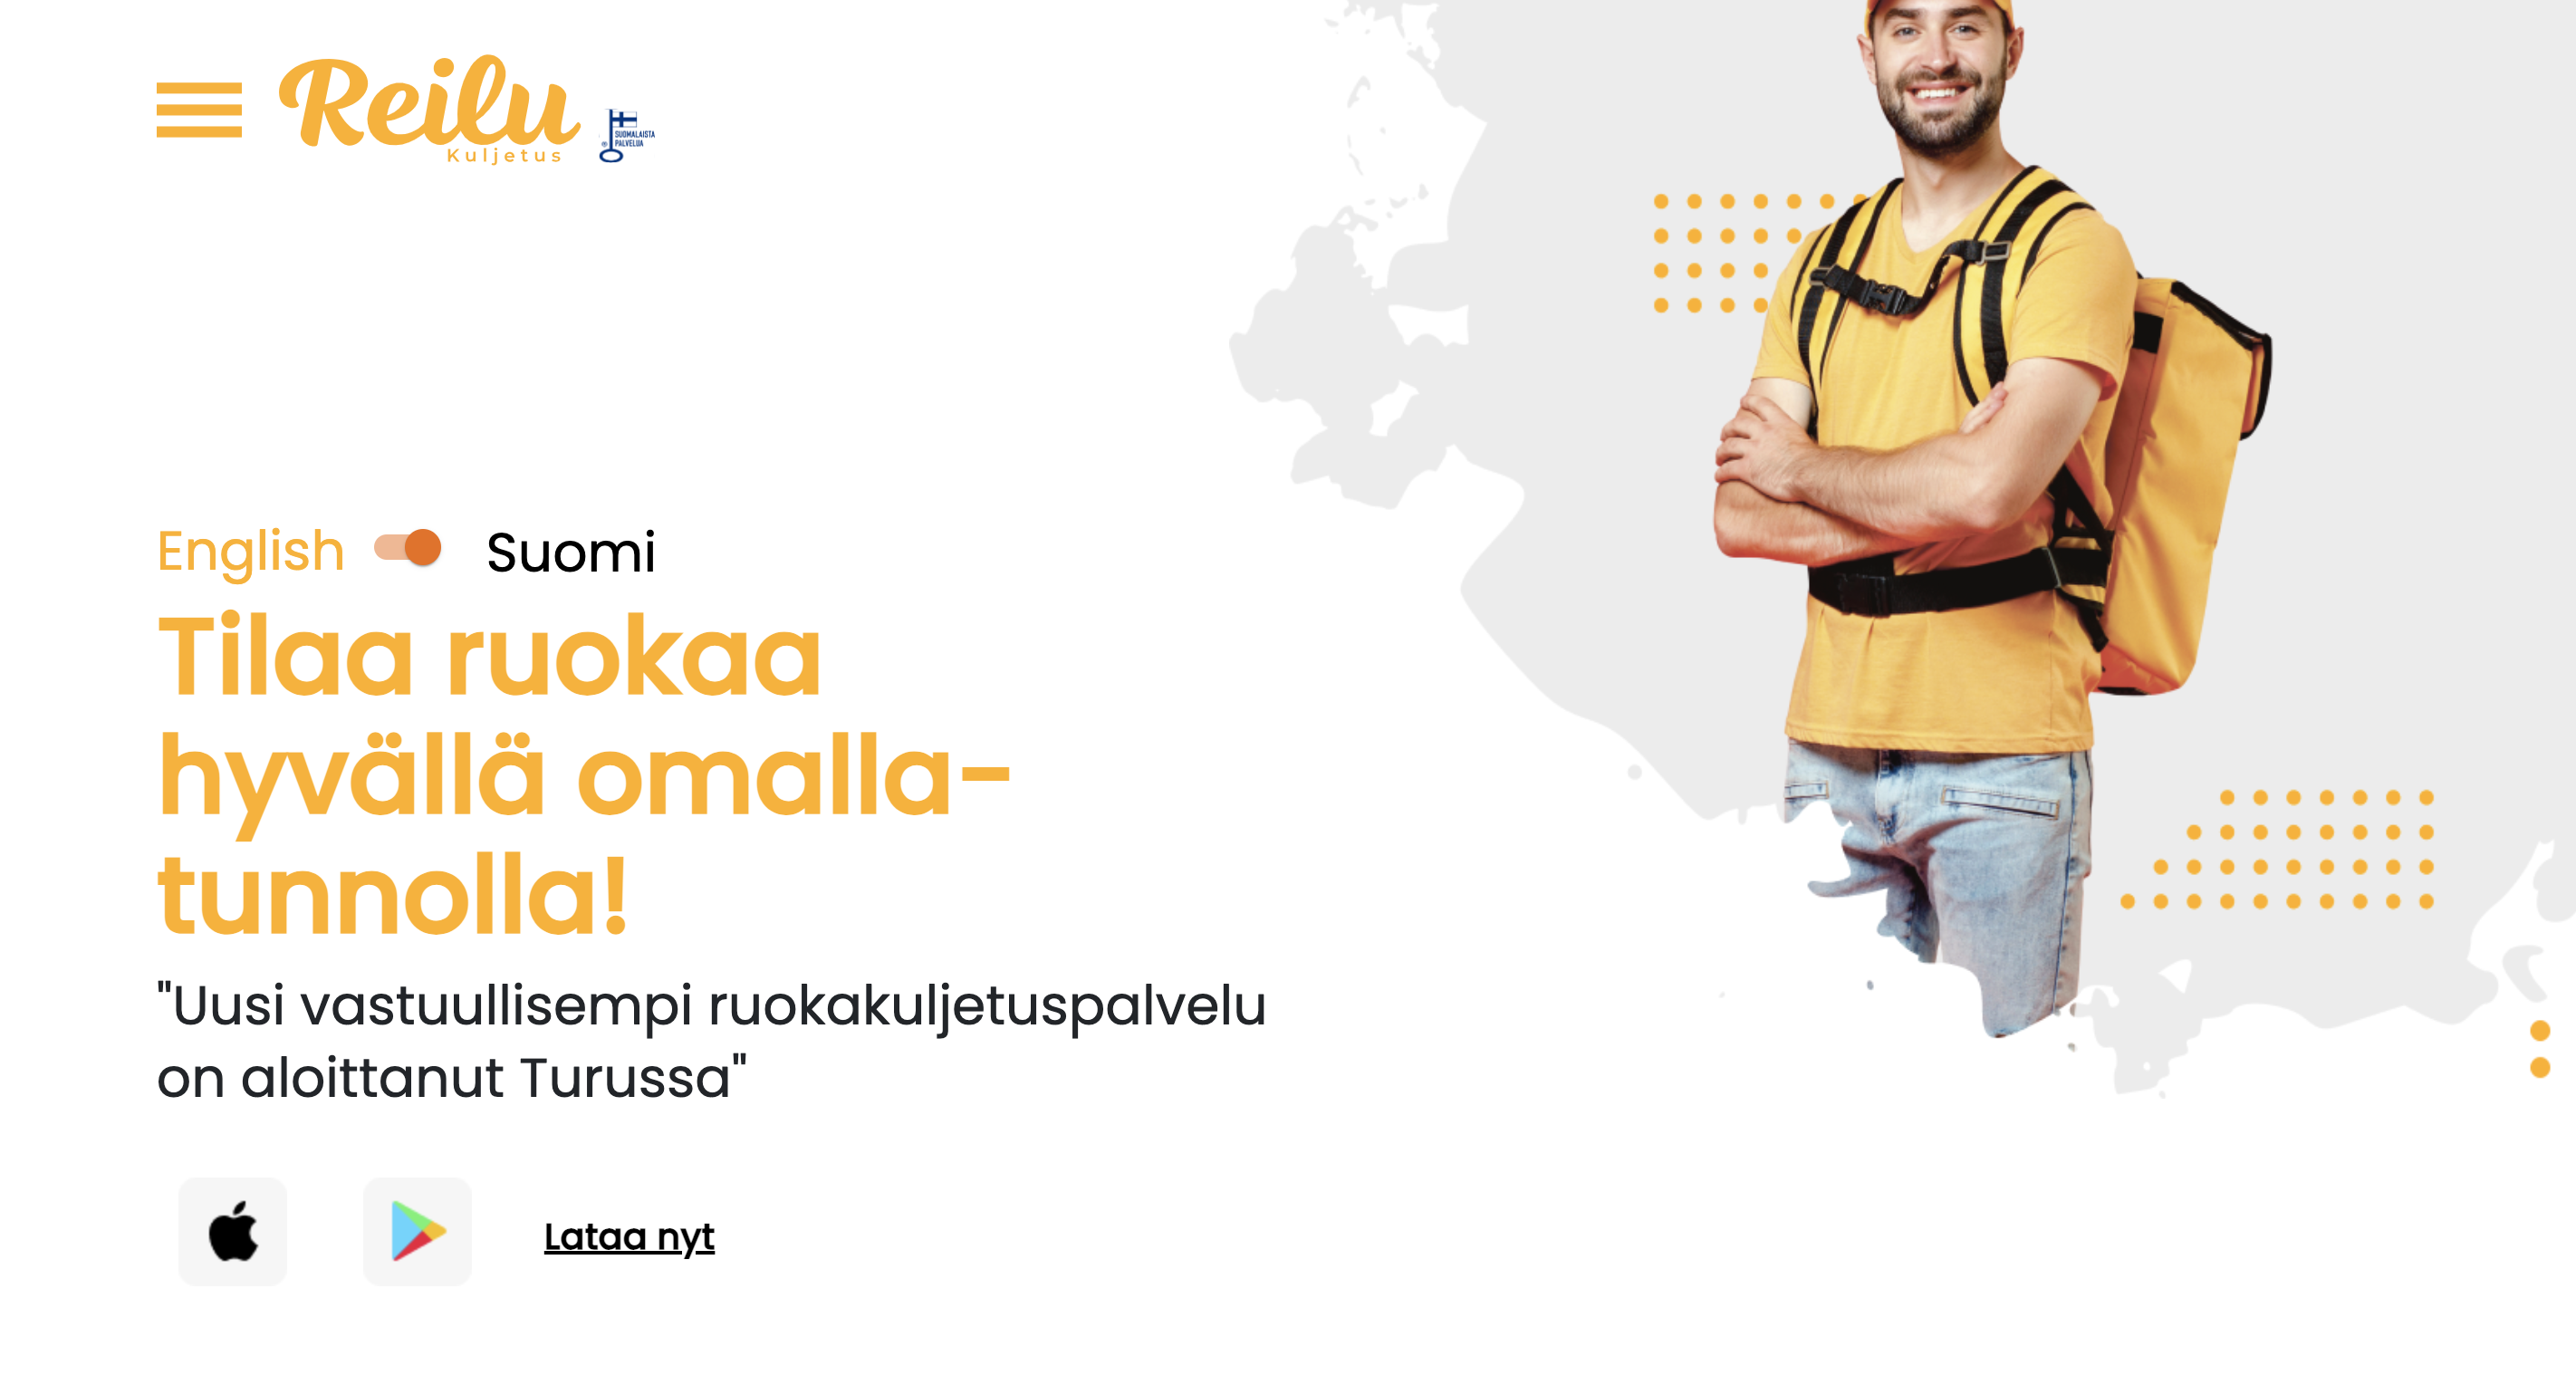 Reilu
Kuljetus
SUOMALAISTA
PALVELUA
English
Suomi
Tilaa ruokaa
hyvällä omalla-
tunnolla!
"Uusi vastuullisempi ruokakuljetuspalvelu
on aloittanut Turussa"
Lataa nyt